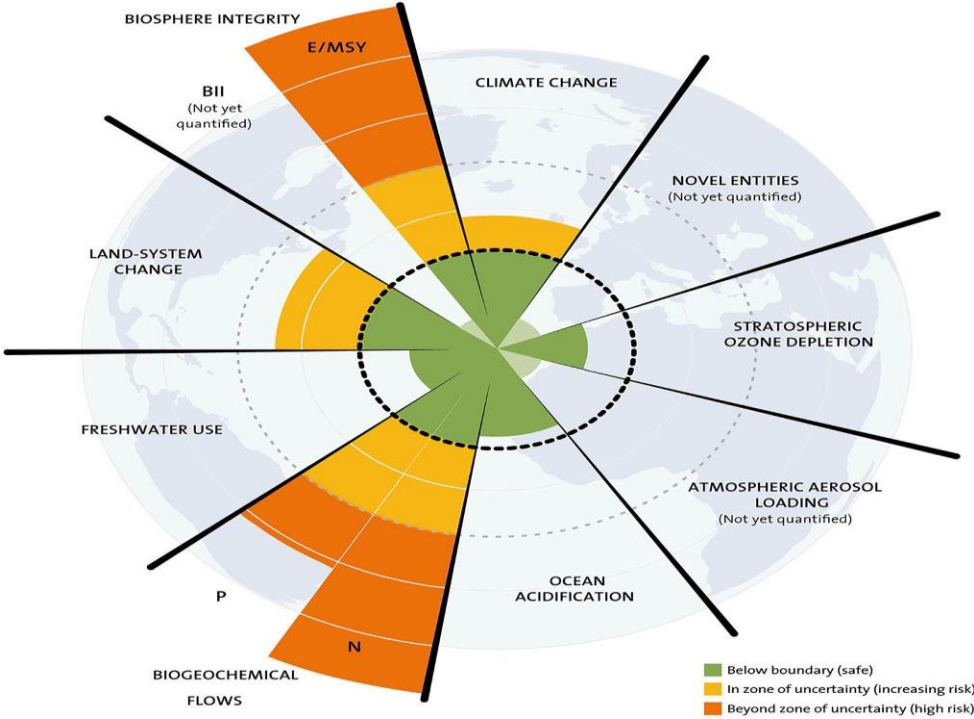 BIOSPHERE INTEGRITY
E/MSY
BII
(Not yet
quantified)
CLIMATE CHANGE
NOVEL ENTITIES
(Not yet quantified)
LAND-SYSTEM
CHANGE
STRATOSPHERIC
OZONE DEPLETION
FRESHWATER USE
ATMOSPHERIC AEROSOL
LOADING
(Not yet quantified)
OCEAN
ACIDIFICATION
P
N
BIOGEOCHEMICAL
FLOWS
Below boundary (safe)
In zone of uncertainty (increasing risk)
Beyond zone of uncertainty (high risk)